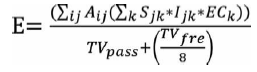 E= (∑ij Aij(∑k Sjk*Ijk*ECk)) / TVpass+(TVfre/8)